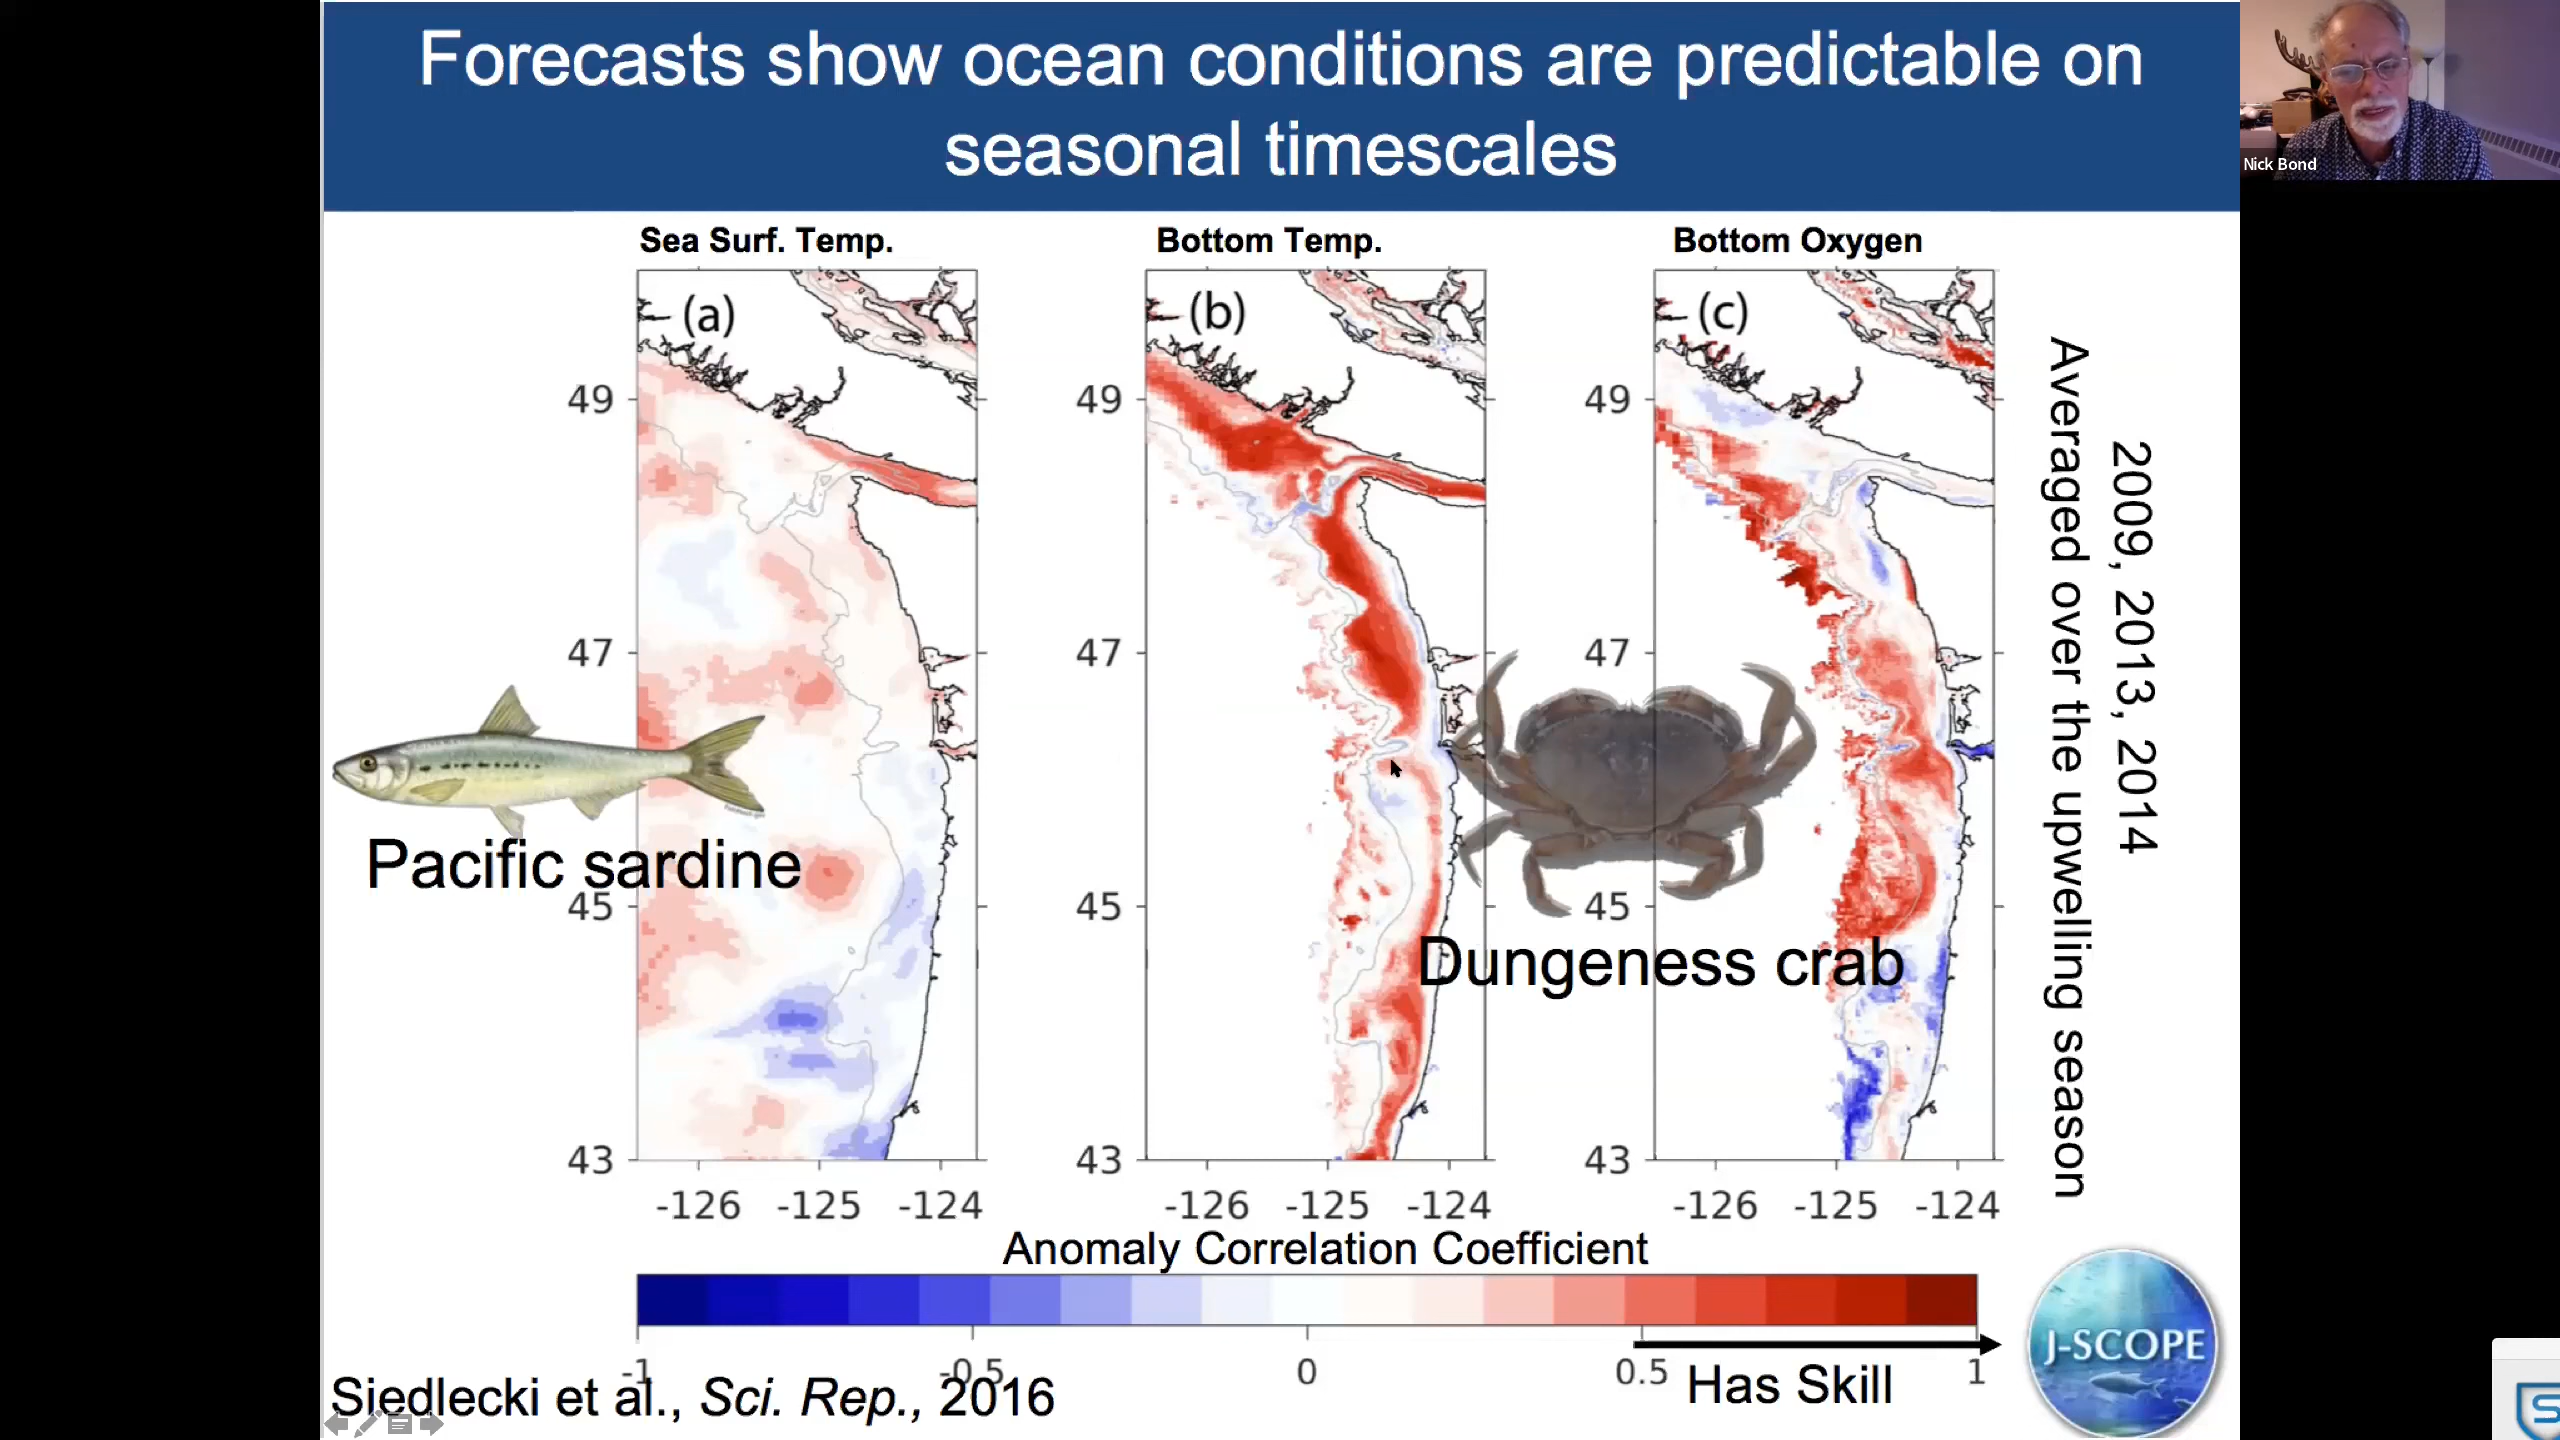 Forecasts show ocean conditions are predictable on
seasonal timescales
Nick Bond
Sea Surf. Temp.
Bottom Temp.
Bottom Oxygen
(a)
(b)
(c)
49
47
45
43
49
47
45
43
49
47
45
43
-126 -125 -124
-126 -125 -124
-126 -125 -124
Pacific sardine
Dungeness crab
2009, 2013, 2014
Averaged over the upwelling season
Anomaly Correlation Coefficient
-1 -0.5 0 0.5 1
Has Skill
Siedlecki et al., Sci. Rep., 2016
J-SCOPE
S